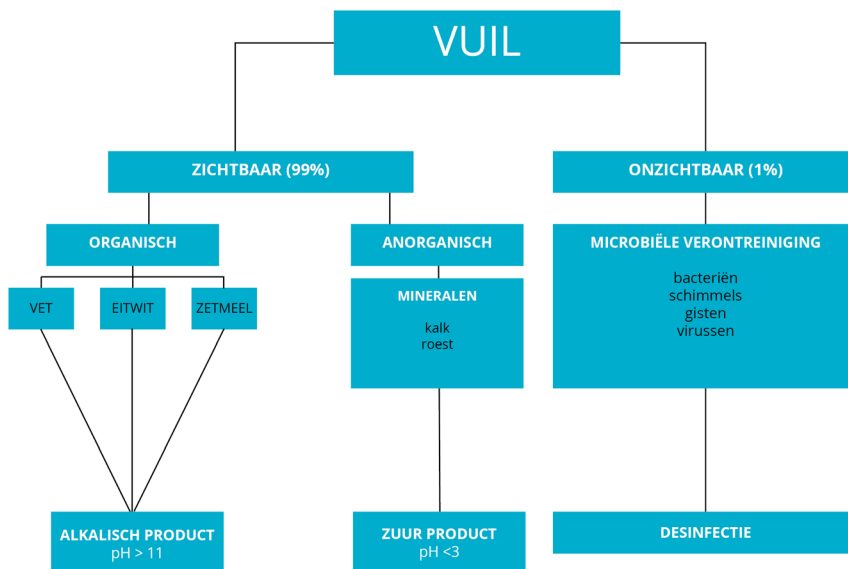 VUIL
ZICHTBAAR (99%)
ONZICHTBAAR (1%)
ORGANISCH
ANORGANISCH
MICROBIËLE VERONTREINIGING
VET
EITWIT
ZETMEEL
MINERALEN
kalk
roest
bacteriën
schimmels
gisten
virussen
ALKALISCH PRODUCT
pH > 11
ZUUR PRODUCT
pH <3
DESINFECTIE